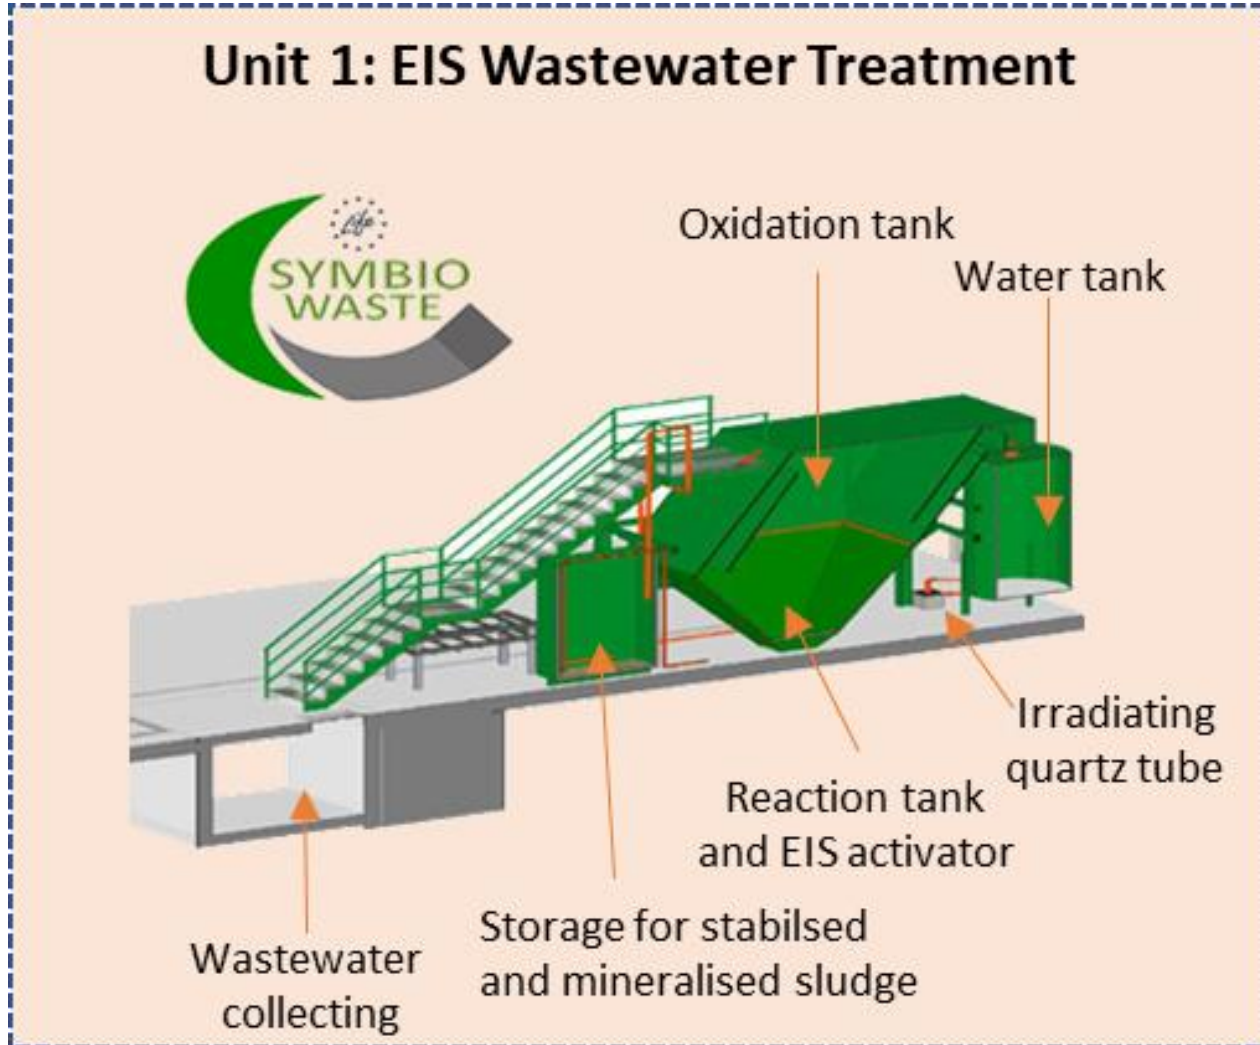 Unit 1: EIS Wastewater Treatment
Life
SYMBIO
WASTE
Oxidation tank
Water tank
Irradiating
quartz tube
Reaction tank
and EIS activator
Storage for stabilsed
and mineralised sludge
Wastewater
collecting